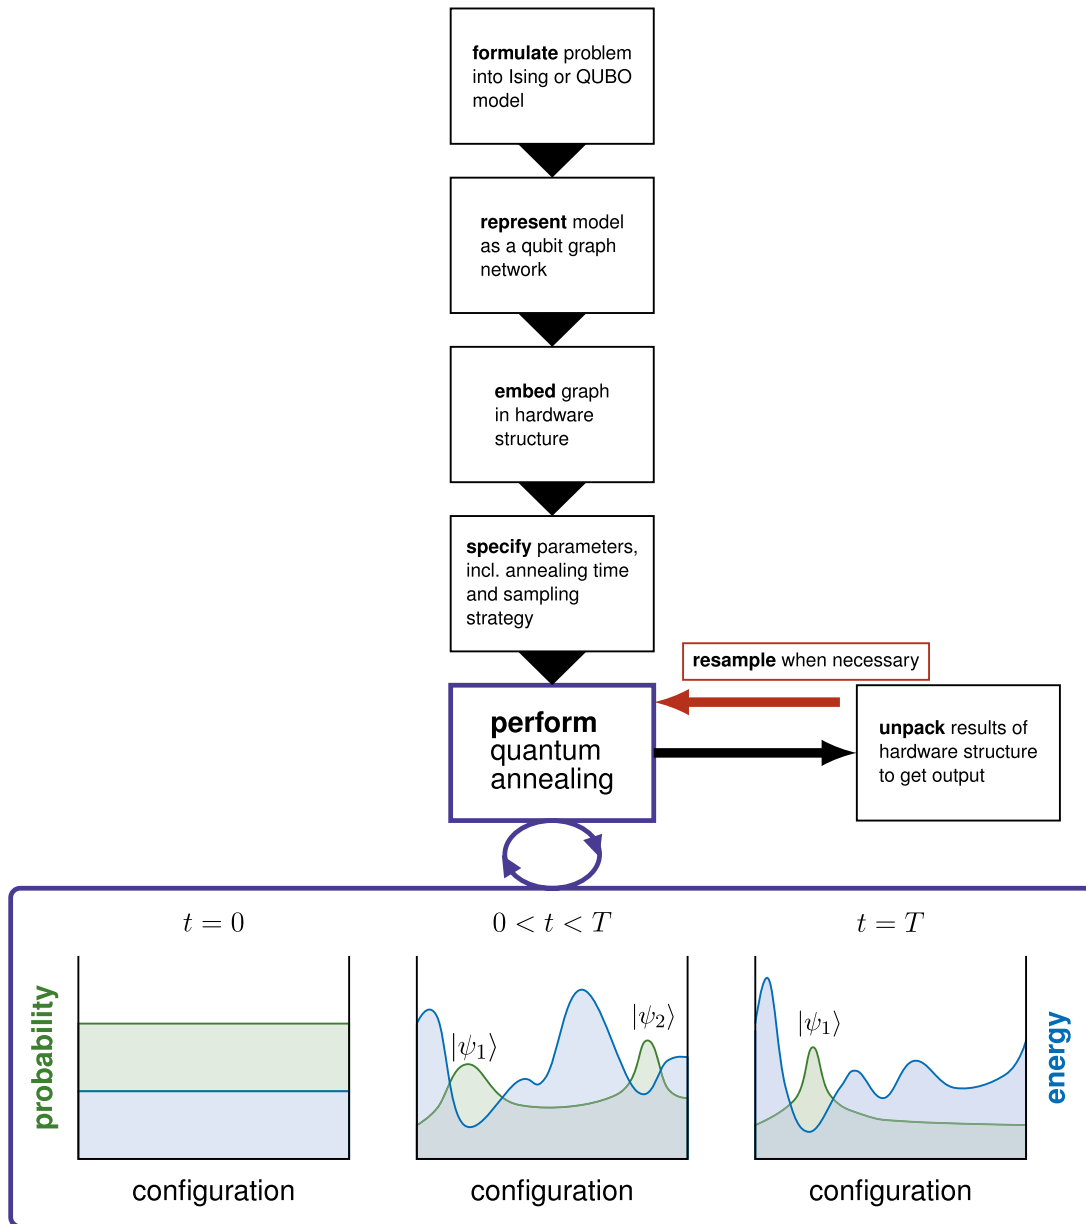 formulate problem
into Ising or QUBO
model
represent model
as a qubit graph
network
embed graph
in hardware
structure
specify parameters,
incl. annealing time
and sampling
strategy
resample when necessary
perform
quantum
annealing
unpack results of
hardware structure
to get output
t = 0
0 < t < T
t = T
probability
|ψ₁⟩
|ψ₂⟩
|ψ₁⟩
energy
configuration
configuration
configuration